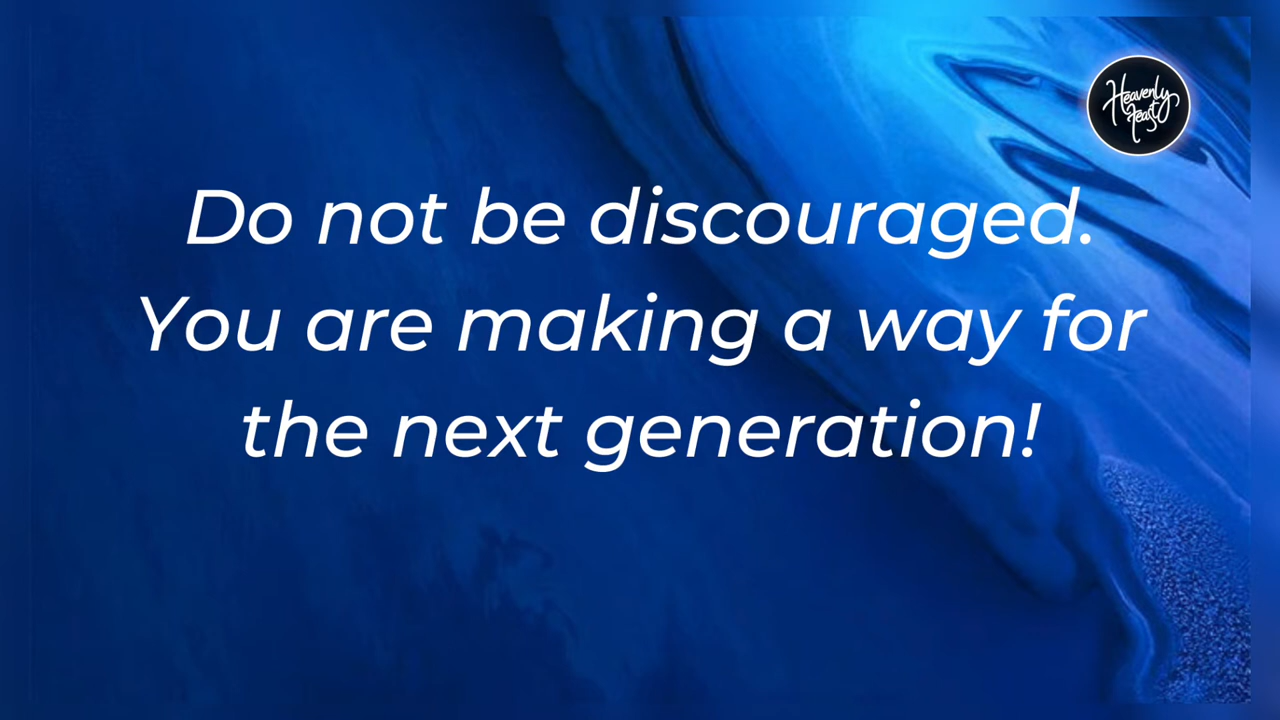 Heavenly
feast
Do not be discouraged.
You are making a way for
the next generation!